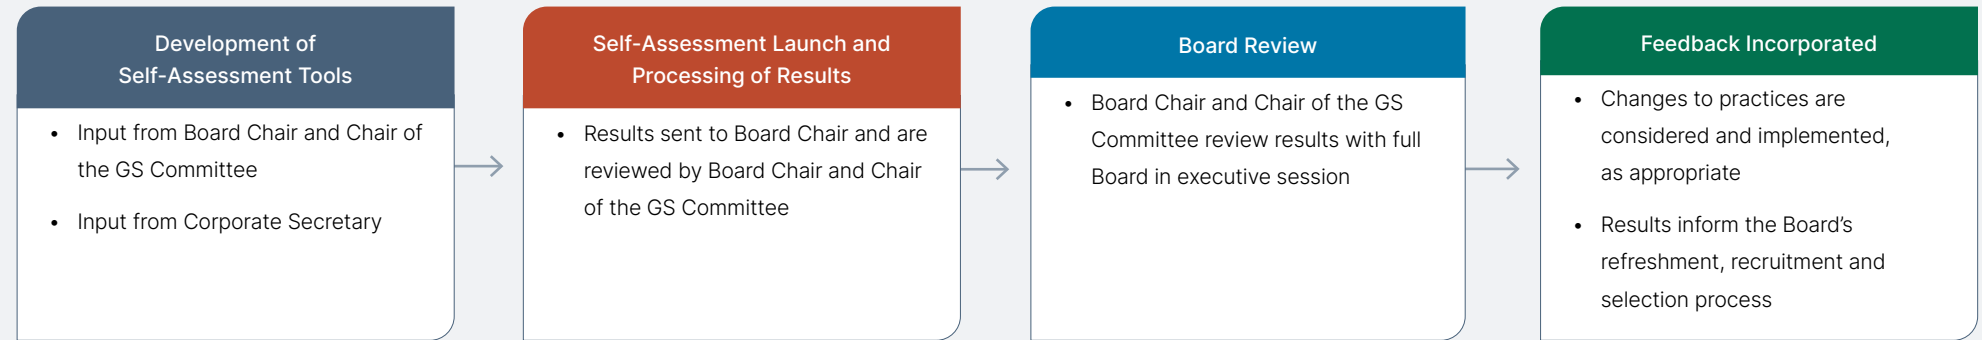 Development of
Self-Assessment Tools
• Input from Board Chair and Chair of
the GS Committee
• Input from Corporate Secretary
Self-Assessment Launch and
Processing of Results
• Results sent to Board Chair and are
reviewed by Board Chair and Chair
of the GS Committee
Board Review
• Board Chair and Chair of the GS
Committee review results with full
Board in executive session
Feedback Incorporated
• Changes to practices are
considered and implemented,
as appropriate
• Results inform the Board’s
refreshment, recruitment and
selection process